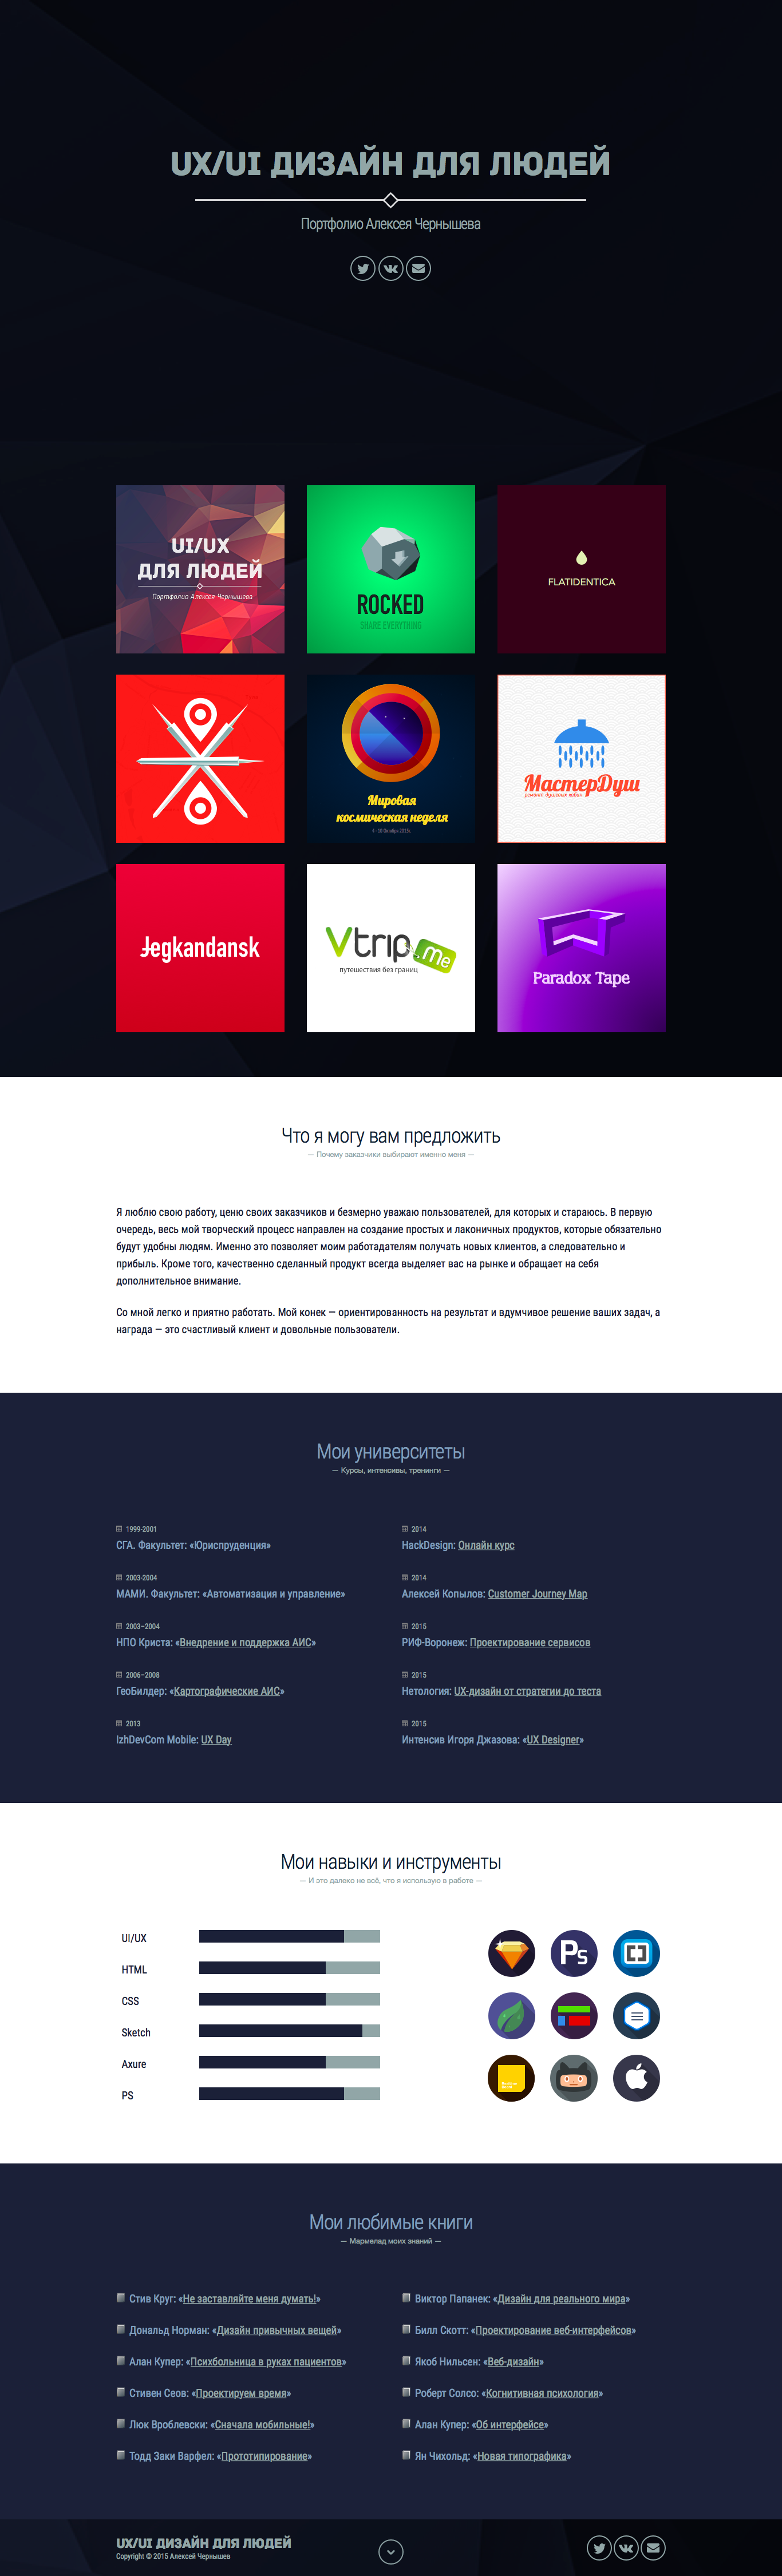 UX/UI ДИЗАЙН ДЛЯ ЛЮДЕЙ
Портфолио Алексея Чернышева
UI/UX
ДЛЯ ЛЮДЕЙ
Портфолио Алексея Чернышева
ROCKED
SHARE EVERYTHING
FLATIDENTICA
Мировая
космическая неделя
4 - 10 Октября 2013г.
МастерДуш
ремонт душевых кабин
Jegkandansk
Vtrip.me
путешествия без границ
Paradox Tape
Что я могу вам предложить
— Почему заказчики выбирают именно меня —
Я люблю свою работу, ценю своих заказчиков и безмерно уважаю пользователей, для которых и стараюсь. В первую
очередь, весь мой творческий процесс направлен на создание простых и лаконичных продуктов, которые обязательно
будут удобны людям. Именно это позволяет моим работадателям получать новых клиентов, а следовательно и
прибыль. Кроме того, качественно сделанный продукт всегда выделяет вас на рынке и обращает на себя
дополнительное внимание.
Со мной легко и приятно работать. Мой конек — ориентированность на результат и вдумчивое решение ваших задач, а
награда — это счастливый клиент и довольные пользователи.
Мои университеты
— Курсы, интенсивы, тренинги —
1999-2001
СГА. Факультет: «Юриспруденция»
2003-2004
МАМИ. Факультет: «Автоматизация и управление»
2003–2004
НПО Криста: «Внедрение и поддержка АИС»
2006–2008
ГеоБилдер: «Картографические АИС»
2013
IzhDevCom Mobile: UX Day
2014
HackDesign: Онлайн курс
2014
Алексей Копылов: Customer Journey Map
2015
РИФ-Воронеж: Проектирование сервисов
2015
Нетология: UX-дизайн от стратегии до теста
2015
Интенсив Игоря Джазова: «UX Designer»
Мои навыки и инструменты
— И это далеко не всё, что я использую в работе —
UI/UX
HTML
CSS
Sketch
Axure
PS
Ps
Мои любимые книги
— Мармелад моих знаний —
Стив Круг: «Не заставляйте меня думать!»
Дональд Норман: «Дизайн привычных вещей»
Алан Купер: «Психбольница в руках пациентов»
Стивен Сеов: «Проектируем время»
Люк Вроблевски: «Сначала мобильные!»
Тодд Заки Варфел: «Прототипирование»
Виктор Папанек: «Дизайн для реального мира»
Билл Скотт: «Проектирование веб-интерфейсов»
Якоб Нильсен: «Веб-дизайн»
Роберт Солсо: «Когнитивная психология»
Алан Купер: «Об интерфейсе»
Ян Чихольд: «Новая типографика»
UX/UI ДИЗАЙН ДЛЯ ЛЮДЕЙ
Copyright © 2015 Алексей Чернышев